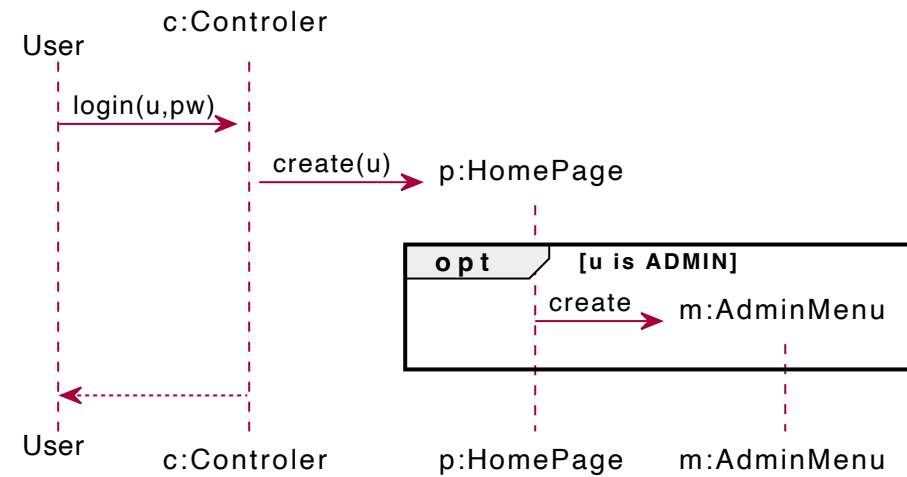 c:Controler
User
login(u,pw)
create(u)
p:HomePage
opt
[u is ADMIN]
create
m:AdminMenu
User
c:Controler
p:HomePage
m:AdminMenu